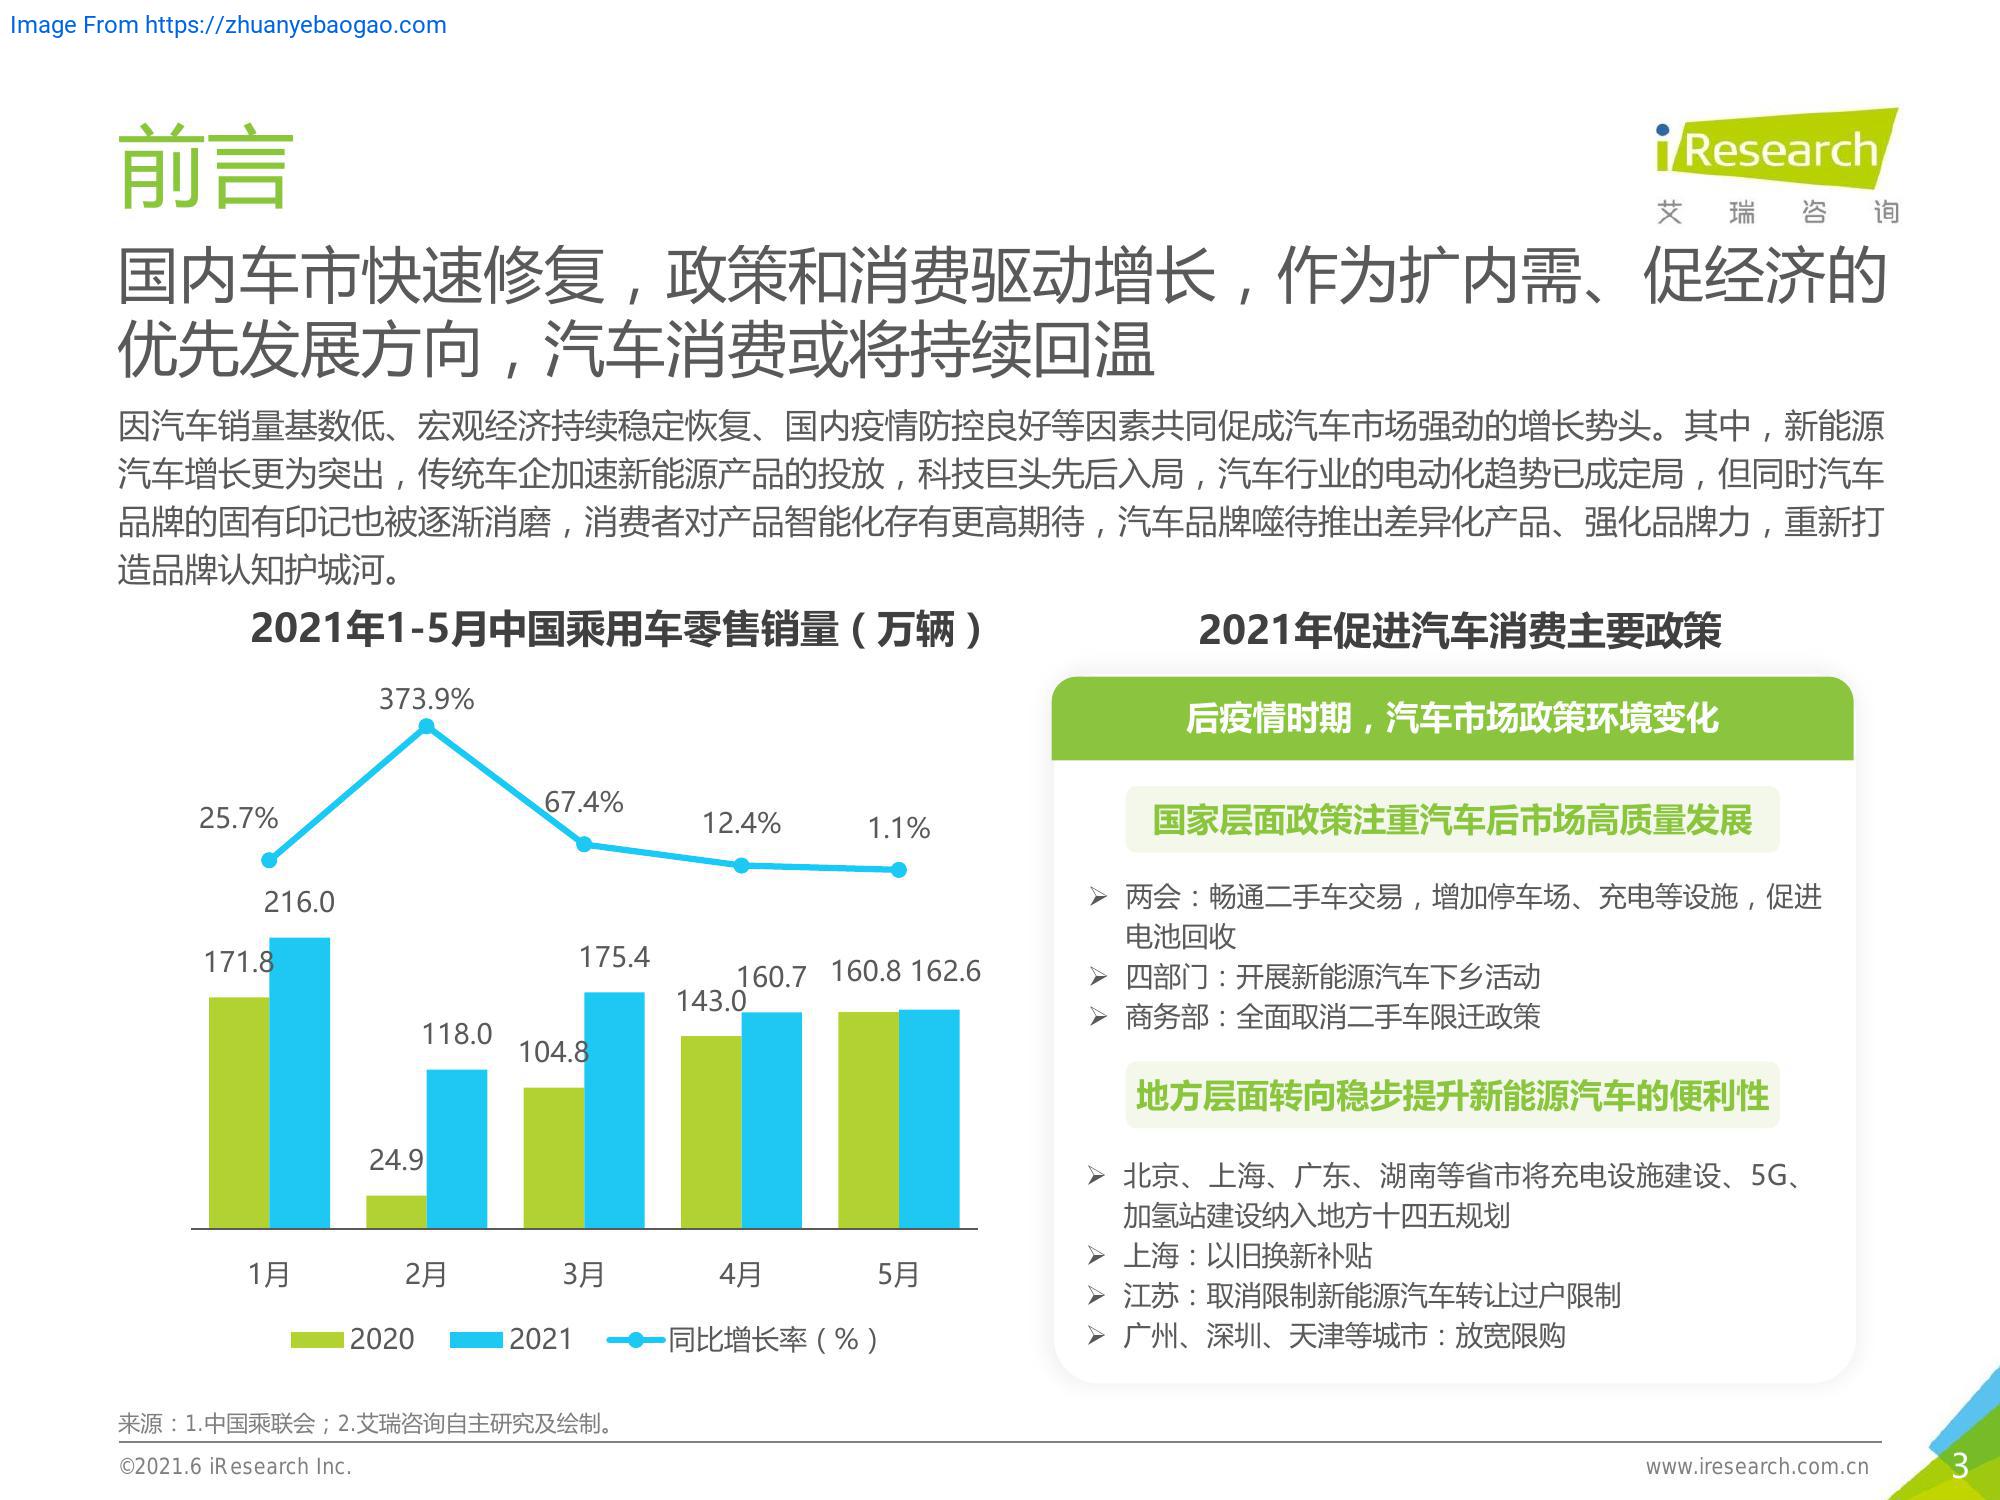 Image From https://zhuanyebaogao.com
前言
iResearch
艾瑞咨询
国内车市快速修复，政策和消费驱动增长，作为扩内需、促经济的
优先发展方向，汽车消费或将持续回温
因汽车销量基数低、宏观经济持续稳定恢复、国内疫情防控良好等因素共同促成汽车市场强劲的增长势头。其中，新能源
汽车增长更为突出，传统车企加速新能源产品的投放，科技巨头先后入局，汽车行业的电动化趋势已成定局，但同时汽车
品牌的固有印记也被逐渐消磨，消费者对产品智能化存有更高期待，汽车品牌噬待推出差异化产品、强化品牌力，重新打
造品牌认知护城河。
2021年1-5月中国乘用车零售销量（万辆）
373.9%
25.7%
67.4%
12.4%
1.1%
171.8
216.0
24.9
118.0
104.8
175.4
143.0
160.7
160.8
162.6
1月
2月
3月
4月
5月
2020
2021
同比增长率（%）
2021年促进汽车消费主要政策
后疫情时期，汽车市场政策环境变化
国家层面政策注重汽车后市场高质量发展
➢ 两会：畅通二手车交易，增加停车场、充电等设施，促进
电池回收
➢ 四部门：开展新能源汽车下乡活动
➢ 商务部：全面取消二手车限迁政策
地方层面转向稳步提升新能源汽车的便利性
➢ 北京、上海、广东、湖南等省市将充电设施建设、5G、
加氢站建设纳入地方十四五规划
➢ 上海：以旧换新补贴
➢ 江苏：取消限制新能源汽车转让过户限制
➢ 广州、深圳、天津等城市：放宽限购
来源：1.中国乘联会；2.艾瑞咨询自主研究及绘制。
©2021.6 iResearch Inc.
www.iresearch.com.cn
3